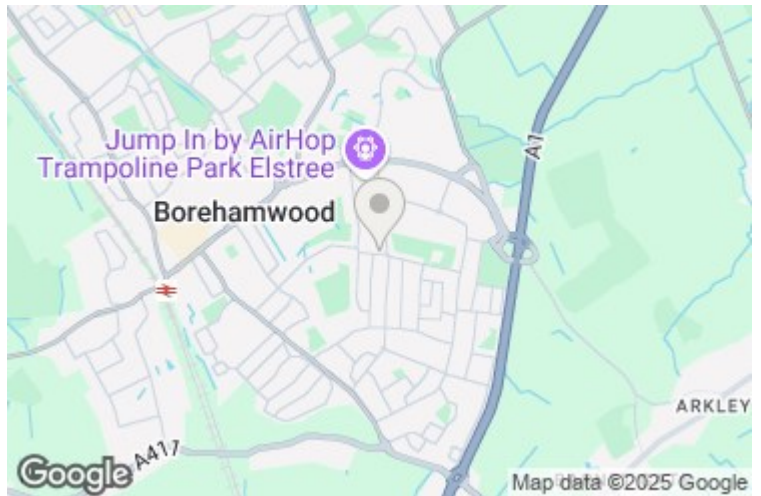 Jump In by AirHop
Trampoline Park Elstree
Borehamwood
A1
ARKLEY
A411
Google
Map data ©2025 Google